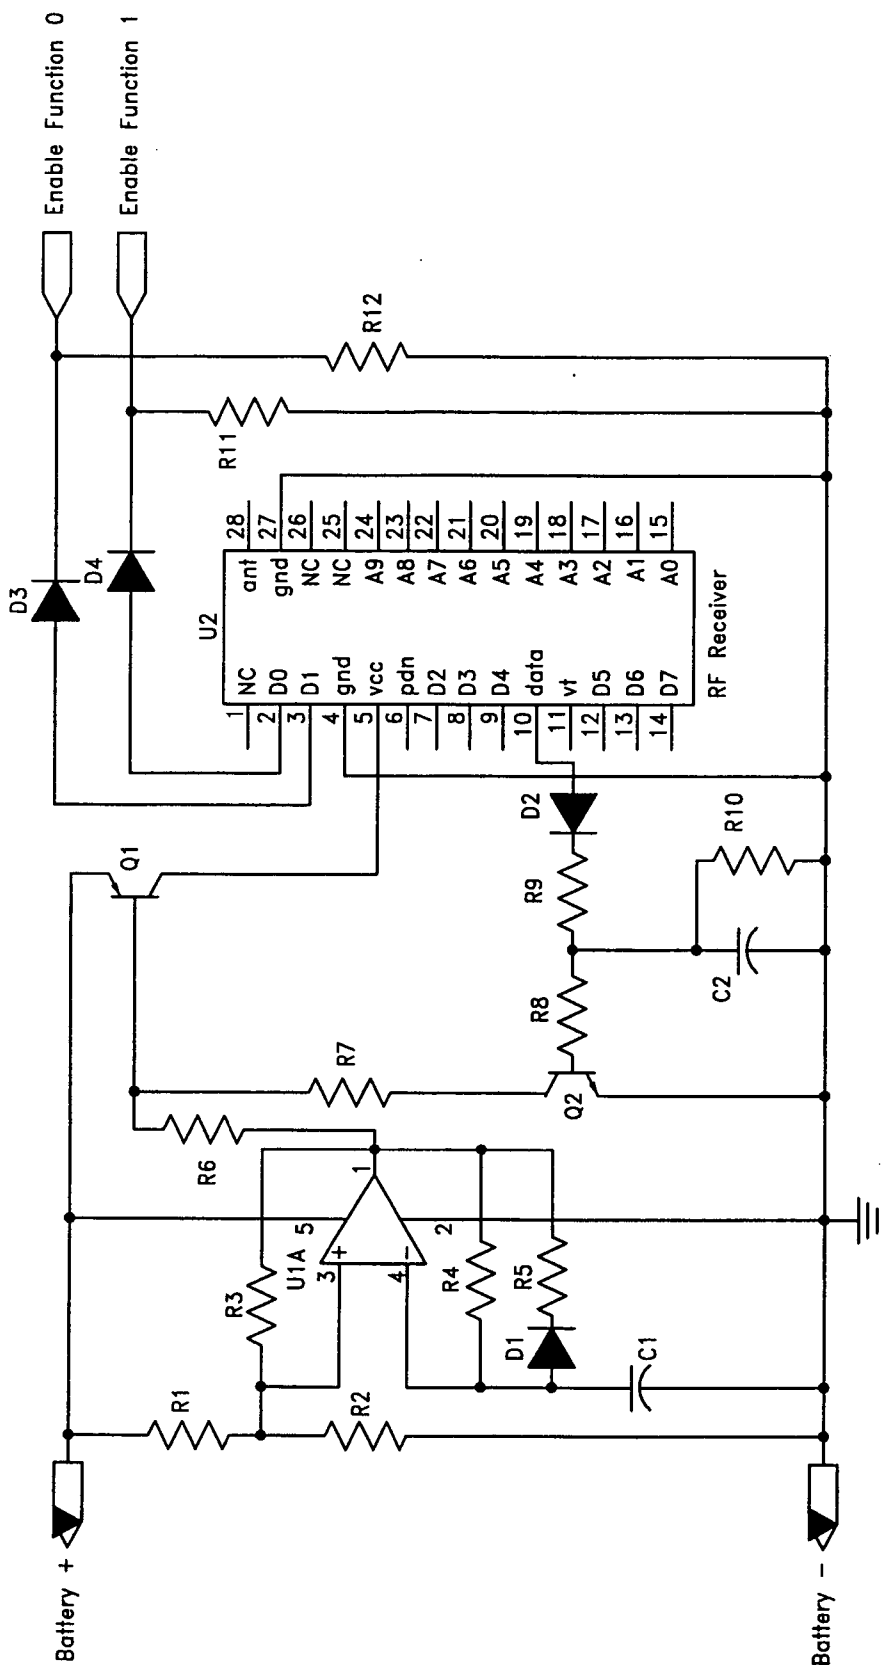 Enable Function 0
Enable Function 1
D3
D4
R12
R11
U2
1 NC
2 D0
3 D1
4 gnd
5 vcc
6 pdn
7 D2
8 D3
9 D4
10 data
11 vt
12 D5
13 D6
14 D7
ant 28
gnd 27
NC 26
NC 25
A9 24
A8 23
A7 22
A6 21
A5 20
A4 19
A3 18
A2 17
A1 16
A0 15
RF Receiver
Q1
D2
R9
R10
R8
C2
R7
Q2
R6
1
5
2
U1A
3 +
4 -
R3
R4
R5
D1
C1
R1
R2
Battery +
Battery -